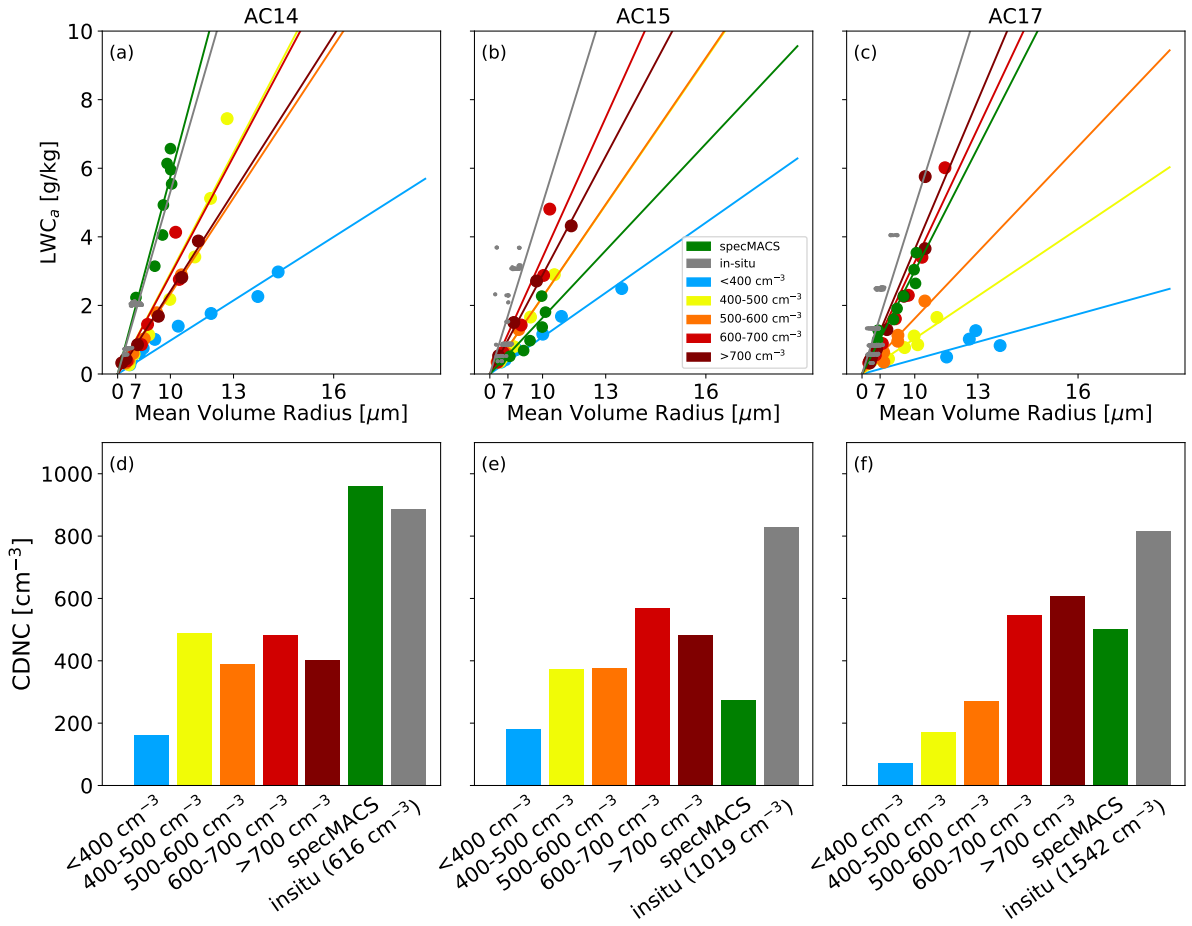 AC14
AC15
AC17
(a)
(b)
(c)
10
8
6
4
2
0
LWCₐ [g/kg]
specMACS
in-situ
<400 cm⁻³
400-500 cm⁻³
500-600 cm⁻³
600-700 cm⁻³
>700 cm⁻³
0 7 10 13 16
0 7 10 13 16
0 7 10 13 16
Mean Volume Radius [μm]
Mean Volume Radius [μm]
Mean Volume Radius [μm]
(d)
(e)
(f)
1000
800
600
400
200
0
CDNC [cm⁻³]
<400 cm⁻³
400-500 cm⁻³
500-600 cm⁻³
600-700 cm⁻³
>700 cm⁻³
specMACS
insitu (616 cm⁻³)
<400 cm⁻³
400-500 cm⁻³
500-600 cm⁻³
600-700 cm⁻³
>700 cm⁻³
specMACS
insitu (1019 cm⁻³)
<400 cm⁻³
400-500 cm⁻³
500-600 cm⁻³
600-700 cm⁻³
>700 cm⁻³
specMACS
insitu (1542 cm⁻³)